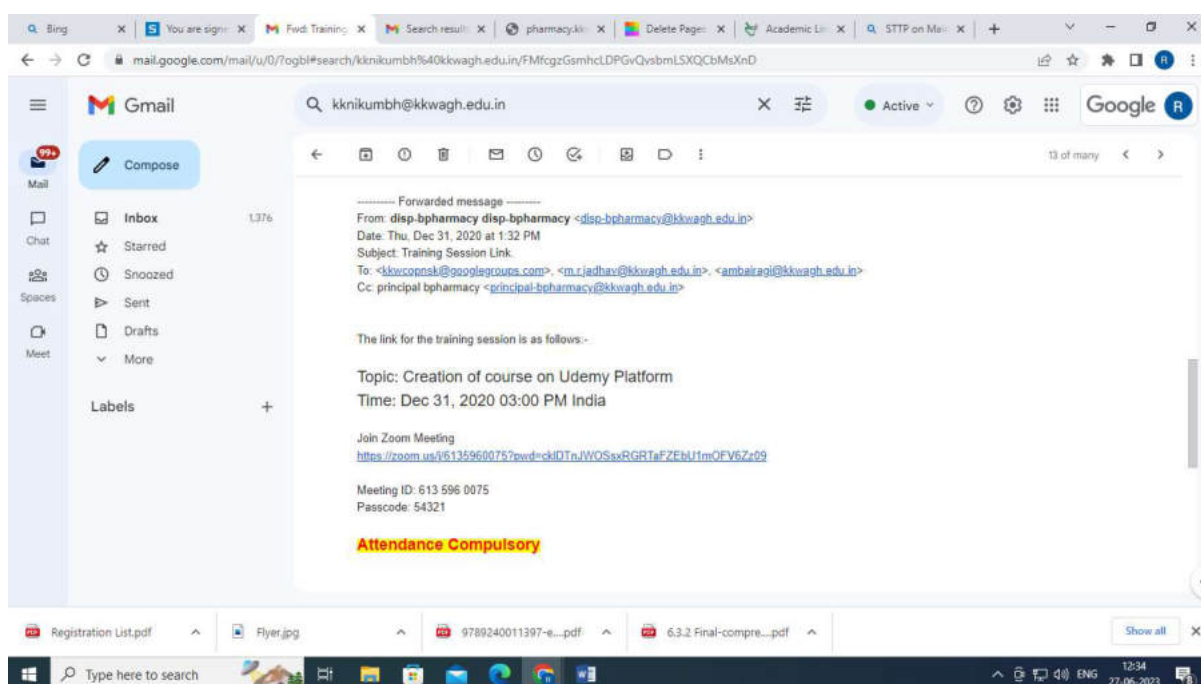 Bing
You are signe
Fwd: Training
Search result
pharmacy.kk
Delete Pages
Academic Lin
STTP on Mai
mail.google.com/mail/u/0/?ogbl#search/kknikumbh%40kkwagh.edu.in/FMfcgzGsmhcLDPGvQvsbmLSXQCbMsXnD
R
Gmail
kknikumbh@kkwagh.edu.in
Active
Google
R
99+
Mail
Chat
Spaces
Meet
Compose
Inbox 1,376
Starred
Snoozed
Sent
Drafts
More
Labels
13 of many
---------- Forwarded message ---------
From: disp-bpharmacy disp-bpharmacy <disp-bpharmacy@kkwagh.edu.in>
Date: Thu, Dec 31, 2020 at 1:32 PM
Subject: Training Session Link.
To: <kkwcopnsk@googlegroups.com>, <m.r.jadhav@kkwagh.edu.in>, <ambairagi@kkwagh.edu.in>
Cc: principal bpharmacy <principal-bpharmacy@kkwagh.edu.in>
The link for the training session is as follows:-
Topic: Creation of course on Udemy Platform
Time: Dec 31, 2020 03:00 PM India
Join Zoom Meeting
https://zoom.us/j/6135960075?pwd=cklDTnJWOSsxRGRTaFZEbU1mOFV6Zz09
Meeting ID: 613 596 0075
Passcode: 54321
Attendance Compulsory
Registration List.pdf
Flyer.jpg
9789240011397-e....pdf
6.3.2 Final-compre....pdf
Show all
Type here to search
ENG
12:34
27-06-2023